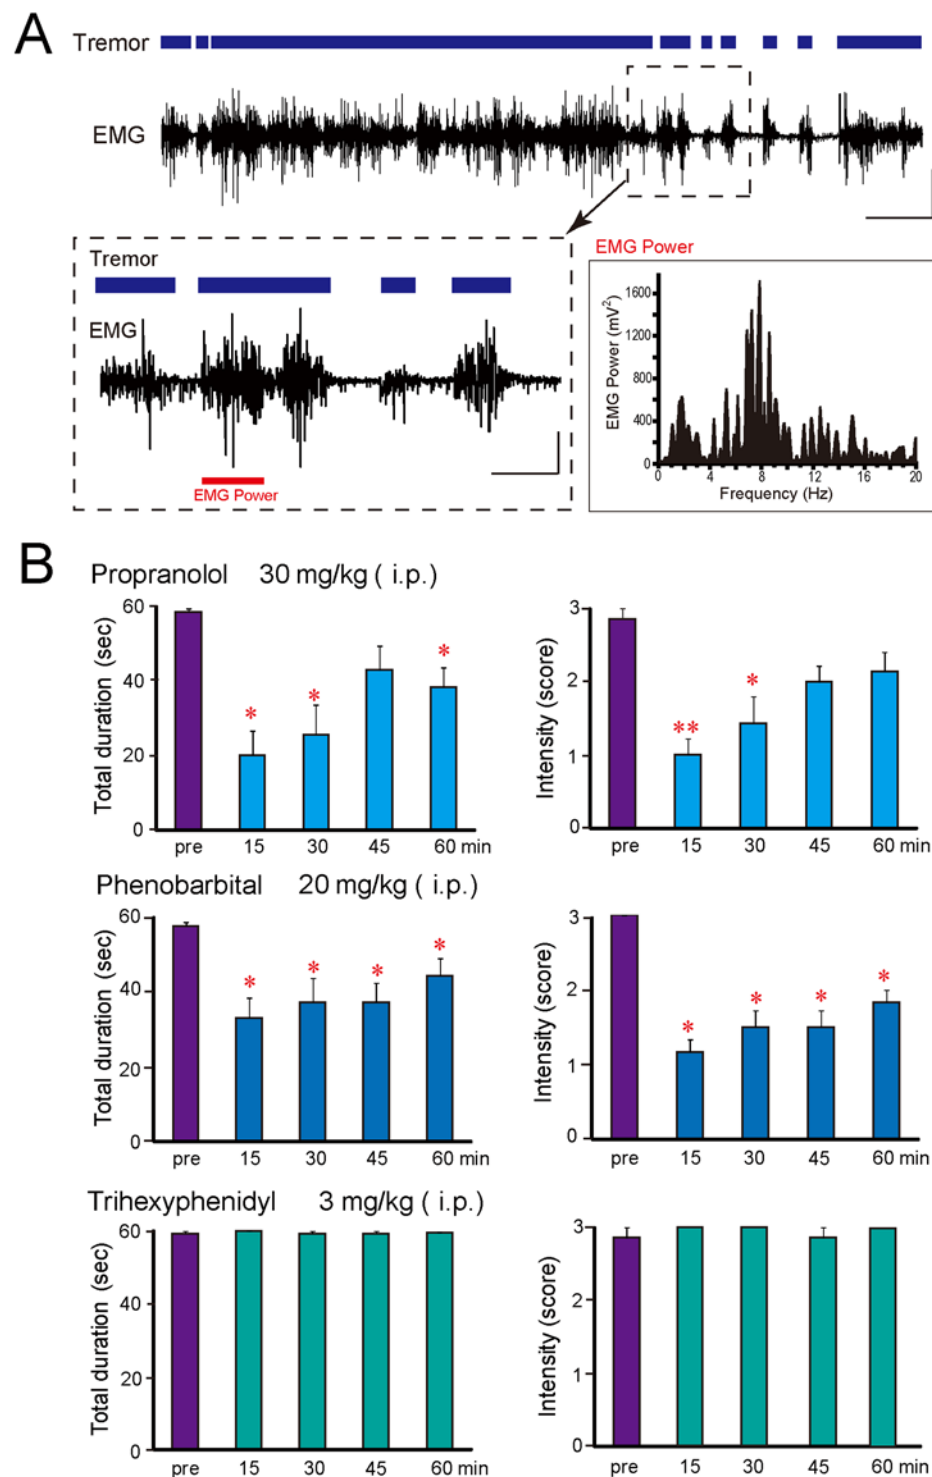 A
Tremor
EMG
Tremor
EMG
EMG Power
EMG Power
EMG Power (mV²)
1600
1200
800
400
0
0 4 8 12 16 20
Frequency (Hz)
B
Propranolol 30 mg/kg ( i.p.)
Total duration (sec)
60
40
20
0
* * *
pre 15 30 45 60 min
Intensity (score)
3
2
1
0
** *
pre 15 30 45 60 min
Phenobarbital 20 mg/kg ( i.p.)
Total duration (sec)
60
40
20
0
* * * *
pre 15 30 45 60 min
Intensity (score)
3
2
1
0
* * * *
pre 15 30 45 60 min
Trihexyphenidyl 3 mg/kg ( i.p.)
Total duration (sec)
60
40
20
0
pre 15 30 45 60 min
Intensity (score)
3
2
1
0
pre 15 30 45 60 min